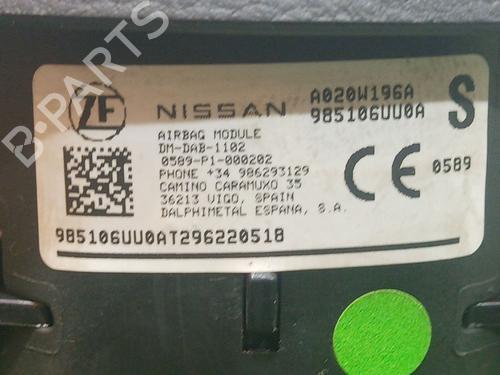 B-PARTS
ZF
NISSAN
A020W196A
985106UU0A
S
AIRBAG MODULE
DM-DAB-1102
0589-P1-000202
PHONE +34 986293129
CAMINO CARAMUXO 35
36213 VIGO, SPAIN
DALPHIMETAL ESPANA, S.A.
CE 0589
985106UU0AT296220518